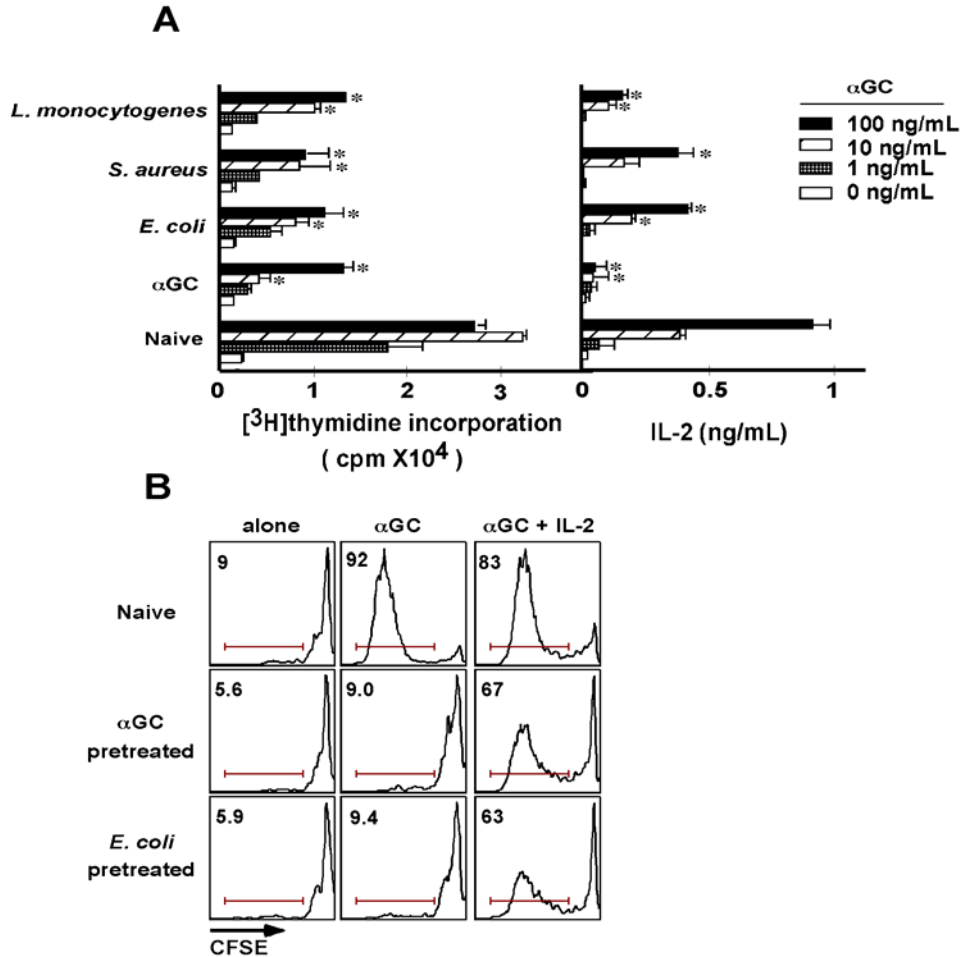 A
αGC
100 ng/mL
10 ng/mL
1 ng/mL
0 ng/mL
L. monocytogenes
*
*
*
*
S. aureus
*
*
*
E. coli
*
*
*
*
αGC
*
*
*
*
Naive
0 1 2 3
0 0.5 1
[3H]thymidine incorporation
( cpm X104 )
IL-2 (ng/mL)
B
alone αGC αGC + IL-2
Naive
9 92 83
αGC
pretreated
5.6 9.0 67
E. coli
pretreated
5.9 9.4 63
CFSE